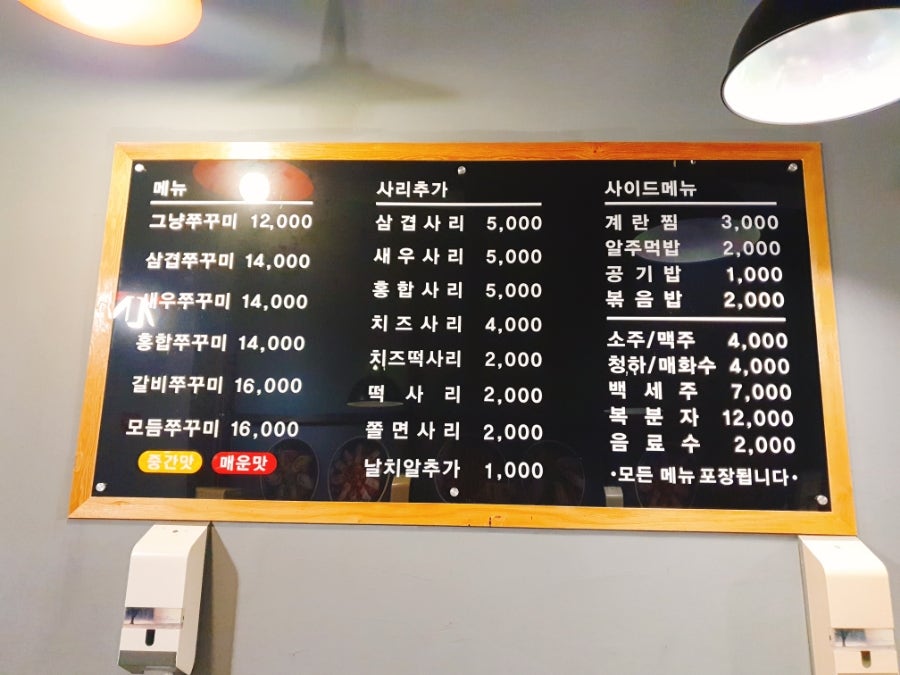 메뉴
그냥쭈꾸미 12,000
삼겹쭈꾸미 14,000
새우쭈꾸미 14,000
홍합쭈꾸미 14,000
갈비쭈꾸미 16,000
모듬쭈꾸미 16,000
중간맛 매운맛
사리추가
삼겹사리 5,000
새우사리 5,000
홍합사리 5,000
치즈사리 4,000
치즈떡사리 2,000
떡사리 2,000
쫄면사리 2,000
날치알추가 1,000
사이드메뉴
계란찜 3,000
알주먹밥 2,000
공기밥 1,000
볶음밥 2,000
소주/맥주 4,000
청하/매화수 4,000
백세주 7,000
복분자 12,000
음료수 2,000
·모든 메뉴 포장됩니다·